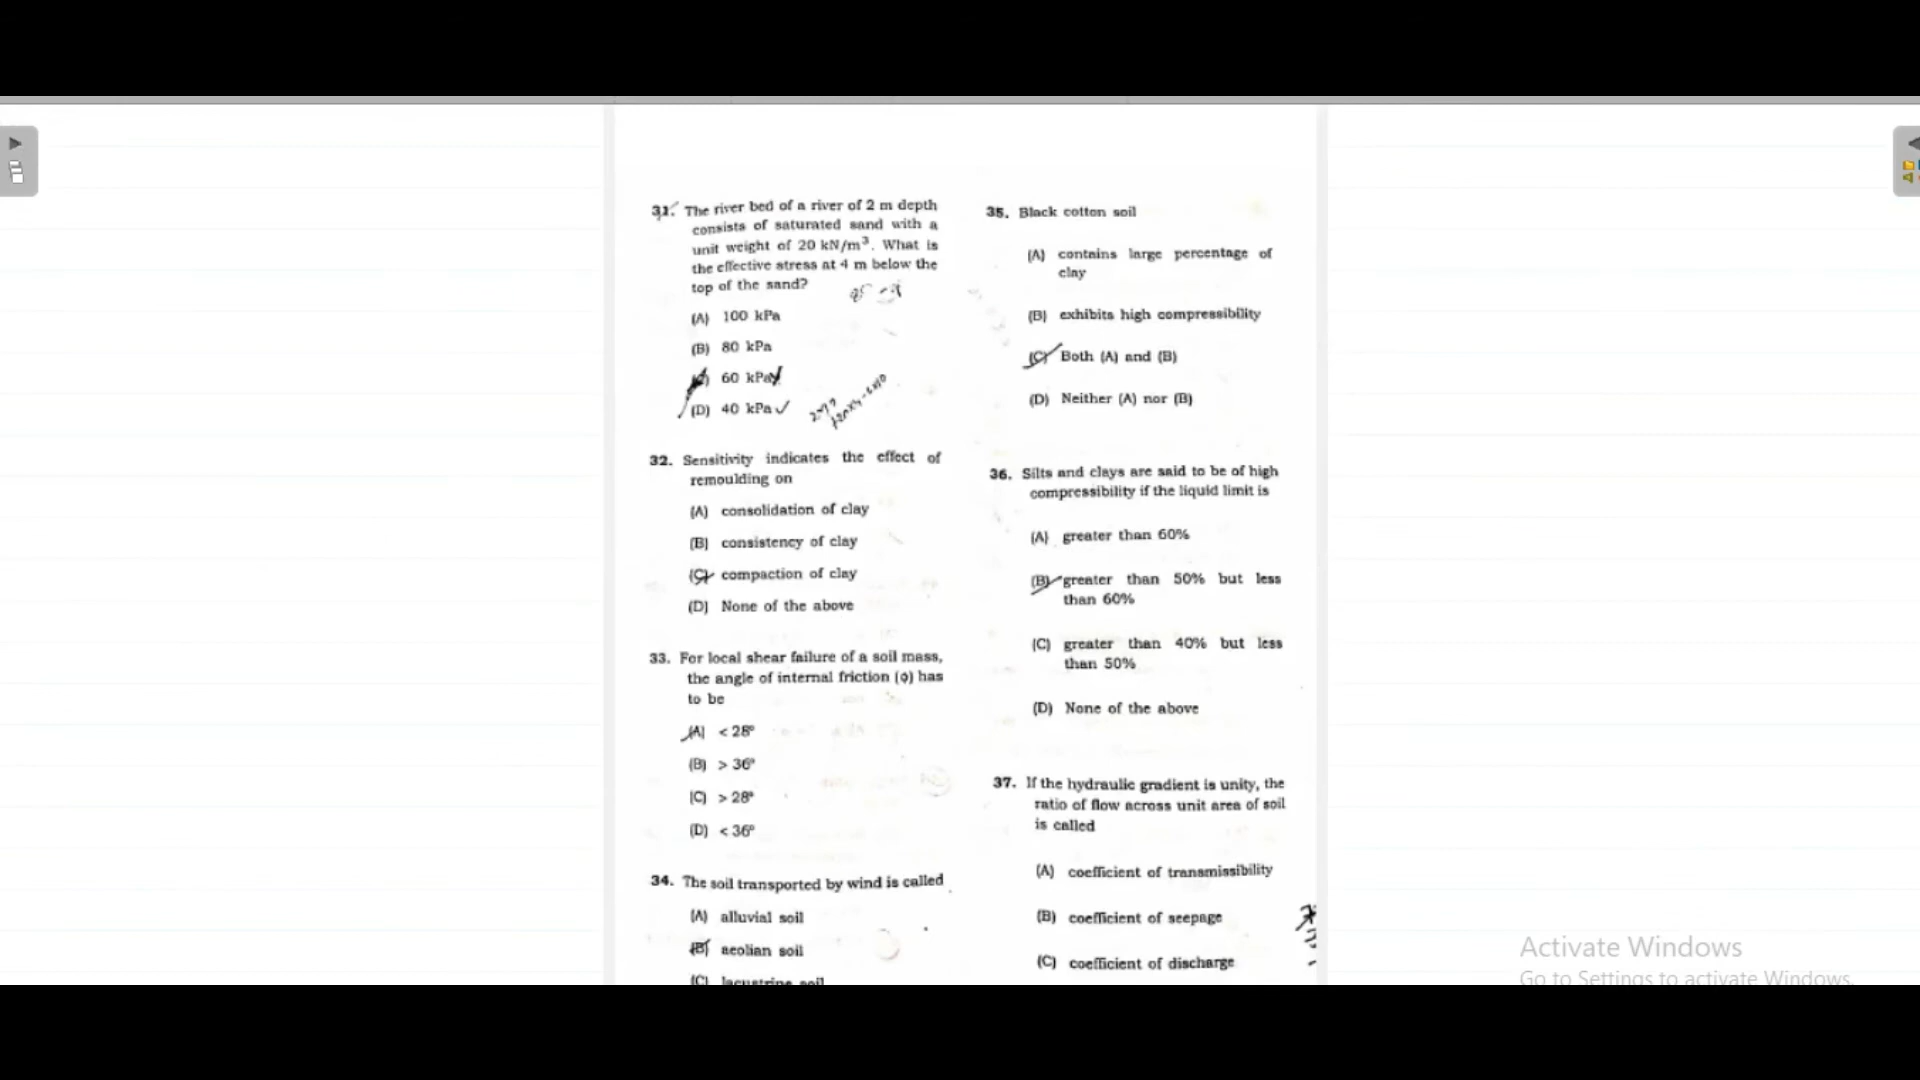 31. The river bed of a river of 2 m depth
consists of saturated sand with a
unit weight of 20 kN/m³. What is
the effective stress at 4 m below the
top of the sand?
(A) 100 kPa
(B) 80 kPa
(C) 60 kPa
(D) 40 kPa
32. Sensitivity indicates the effect of
remoulding on
(A) consolidation of clay
(B) consistency of clay
(C) compaction of clay
(D) None of the above
33. For local shear failure of a soil mass,
the angle of internal friction (φ) has
to be
(A) < 28°
(B) > 36°
(C) > 28°
(D) < 36°
34. The soil transported by wind is called
(A) alluvial soil
(B) aeolian soil
(C) lacustrine soil
35. Black cotton soil
(A) contains large percentage of
clay
(B) exhibits high compressibility
(C) Both (A) and (B)
(D) Neither (A) nor (B)
36. Silts and clays are said to be of high
compressibility if the liquid limit is
(A) greater than 60%
(B) greater than 50% but less
than 60%
(C) greater than 40% but less
than 50%
(D) None of the above
37. If the hydraulic gradient is unity, the
ratio of flow across unit area of soil
is called
(A) coefficient of transmissibility
(B) coefficient of seepage
(C) coefficient of discharge
Activate Windows
Go to Settings to activate Windows.